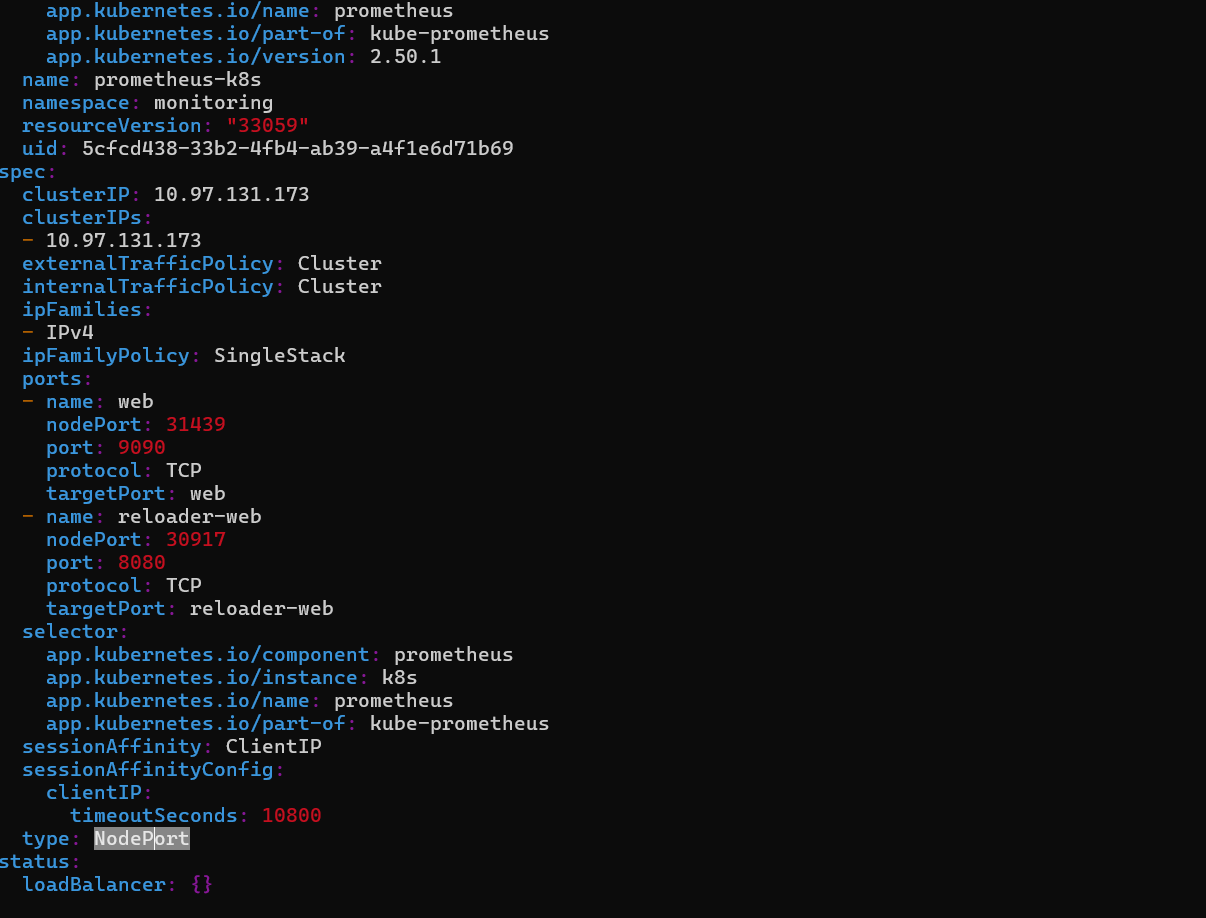 app.kubernetes.io/name: prometheus
    app.kubernetes.io/part-of: kube-prometheus
    app.kubernetes.io/version: 2.50.1
  name: prometheus-k8s
  namespace: monitoring
  resourceVersion: "33059"
  uid: 5cfcd438-33b2-4fb4-ab39-a4f1e6d71b69
spec:
  clusterIP: 10.97.131.173
  clusterIPs:
  - 10.97.131.173
  externalTrafficPolicy: Cluster
  internalTrafficPolicy: Cluster
  ipFamilies:
  - IPv4
  ipFamilyPolicy: SingleStack
  ports:
  - name: web
    nodePort: 31439
    port: 9090
    protocol: TCP
    targetPort: web
  - name: reloader-web
    nodePort: 30917
    port: 8080
    protocol: TCP
    targetPort: reloader-web
  selector:
    app.kubernetes.io/component: prometheus
    app.kubernetes.io/instance: k8s
    app.kubernetes.io/name: prometheus
    app.kubernetes.io/part-of: kube-prometheus
  sessionAffinity: ClientIP
  sessionAffinityConfig:
    clientIP:
      timeoutSeconds: 10800
  type: NodePort
status:
  loadBalancer: {}